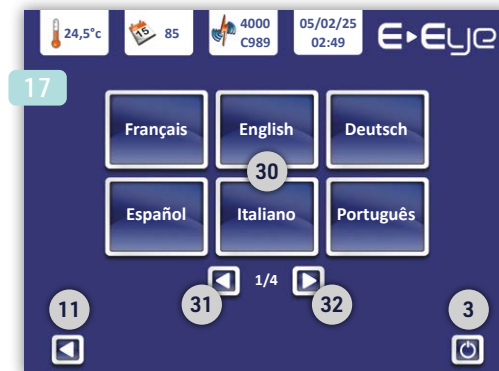 24,5°c
85
4000
C989
05/02/25
02:49
E‣Eye
17
Français
English
Deutsch
30
Español
Italiano
Português
1/4
31
32
11
3